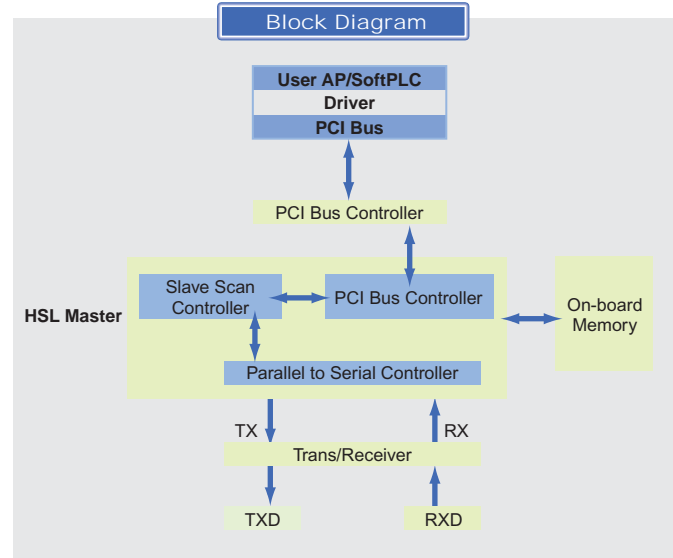 Block Diagram
User AP/SoftPLC
Driver
PCI Bus
PCI Bus Controller
Slave Scan
Controller
PCI Bus Controller
HSL Master
On-board
Memory
Parallel to Serial Controller
TX
RX
Trans/Receiver
TXD
RXD